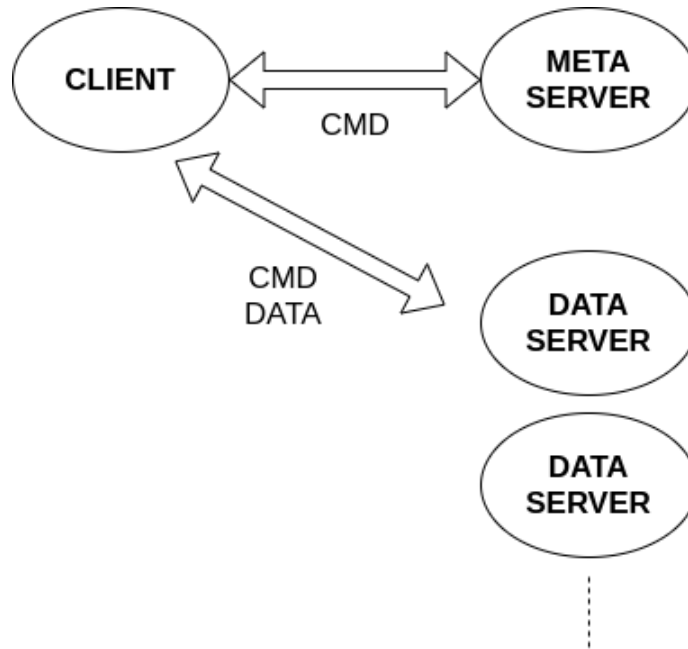 CLIENT
META
SERVER
CMD
CMD
DATA
DATA
SERVER
DATA
SERVER